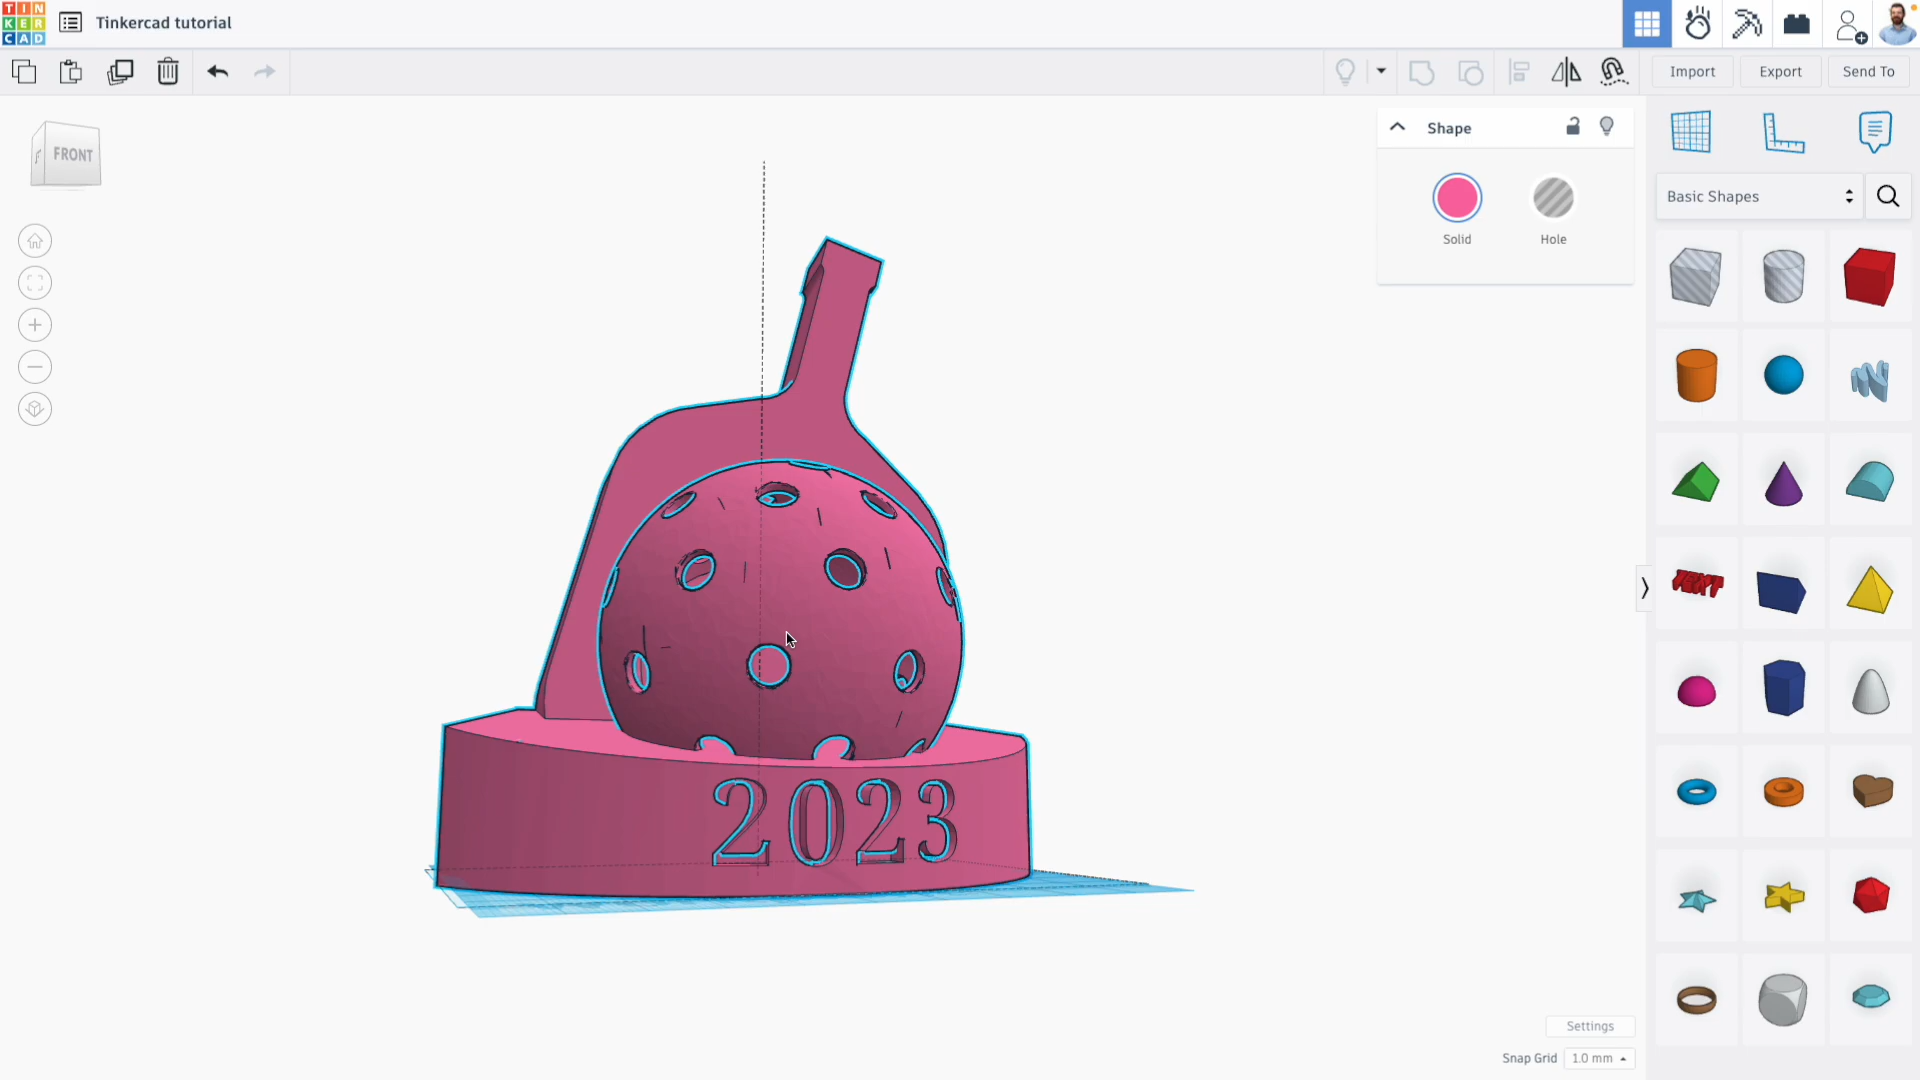 TIN
KER
CAD
Tinkercad tutorial
Import
Export
Send To
FRONT
Shape
Solid
Hole
Basic Shapes
TEXT
2023
Settings
Snap Grid 1.0 mm